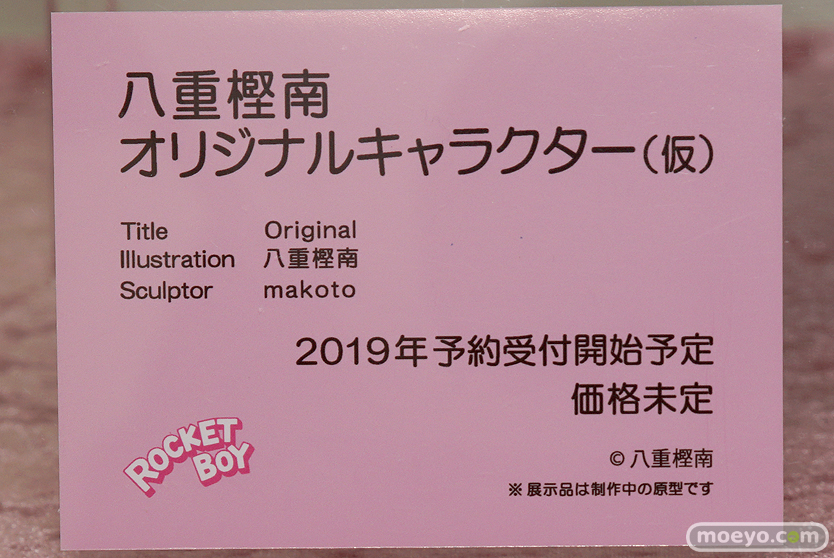 八重樫南
オリジナルキャラクター（仮）
Title Original
Illustration 八重樫南
Sculptor makoto
2019年予約受付開始予定
価格未定
ROCKET
BOY
© 八重樫南
※ 展示品は制作中の原型です
moeyo.com